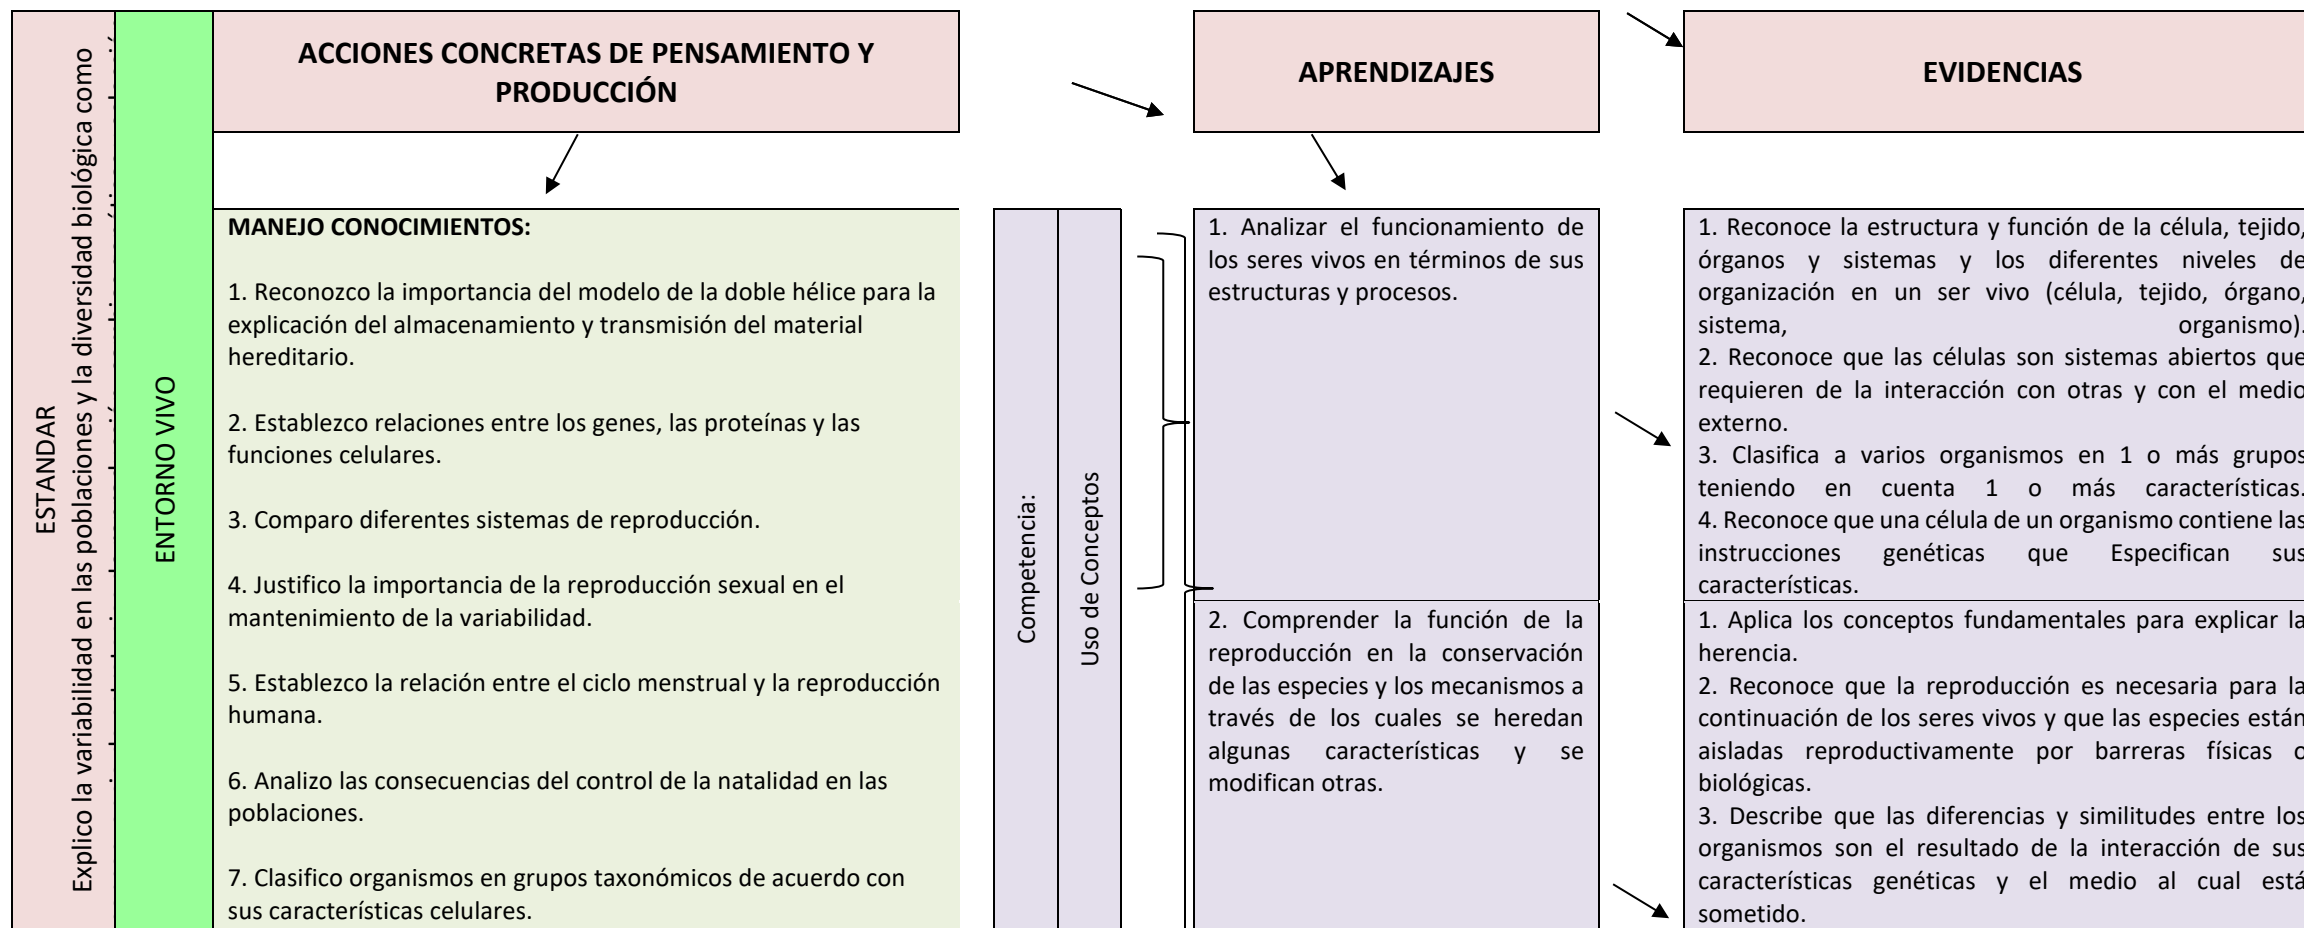 ESTANDAR
Explico la variabilidad en las poblaciones y la diversidad biológica como
ENTORNO VIVO
ACCIONES CONCRETAS DE PENSAMIENTO Y
PRODUCCIÓN
MANEJO CONOCIMIENTOS:
1. Reconozco la importancia del modelo de la doble hélice para la
explicación del almacenamiento y transmisión del material
hereditario.
2. Establezco relaciones entre los genes, las proteínas y las
funciones celulares.
3. Comparo diferentes sistemas de reproducción.
4. Justifico la importancia de la reproducción sexual en el
mantenimiento de la variabilidad.
5. Establezco la relación entre el ciclo menstrual y la reproducción
humana.
6. Analizo las consecuencias del control de la natalidad en las
poblaciones.
7. Clasifico organismos en grupos taxonómicos de acuerdo con
sus características celulares.
Competencia:
Uso de Conceptos
APRENDIZAJES
1. Analizar el funcionamiento de
los seres vivos en términos de sus
estructuras y procesos.
2. Comprender la función de la
reproducción en la conservación
de las especies y los mecanismos a
través de los cuales se heredan
algunas características y se
modifican otras.
EVIDENCIAS
1. Reconoce la estructura y función de la célula, tejido,
órganos y sistemas y los diferentes niveles de
organización en un ser vivo (célula, tejido, órgano,
sistema, organismo).
2. Reconoce que las células son sistemas abiertos que
requieren de la interacción con otras y con el medio
externo.
3. Clasifica a varios organismos en 1 o más grupos
teniendo en cuenta 1 o más características.
4. Reconoce que una célula de un organismo contiene las
instrucciones genéticas que Especifican sus
características.
1. Aplica los conceptos fundamentales para explicar la
herencia.
2. Reconoce que la reproducción es necesaria para la
continuación de los seres vivos y que las especies están
aisladas reproductivamente por barreras físicas o
biológicas.
3. Describe que las diferencias y similitudes entre los
organismos son el resultado de la interacción de sus
características genéticas y el medio al cual está
sometido.